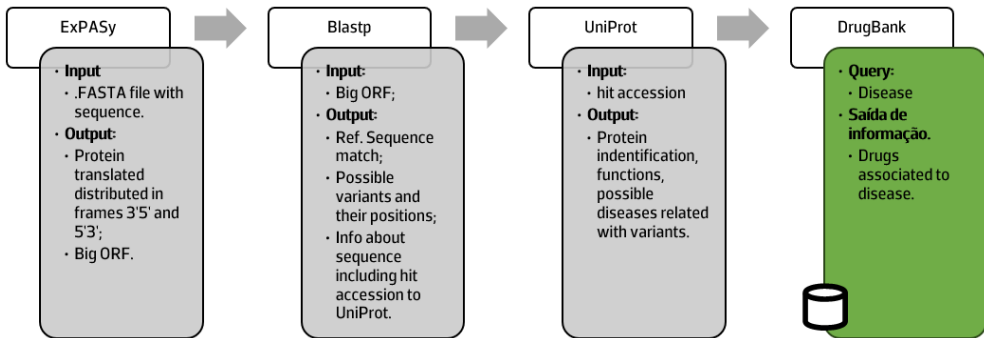 ExPASy
• Input
• .FASTA file with
sequence.
• Output:
• Protein
translated
distributed in
frames 3'5' and
5'3';
• Big ORF.
Blastp
• Input:
• Big ORF;
• Output:
• Ref. Sequence
match;
• Possible
variants and
their positions;
• Info about
sequence
including hit
accession to
UniProt.
UniProt
• Input:
• hit accession
• Output:
• Protein
indentification,
functions,
possible
diseases related
with variants.
DrugBank
• Query:
• Disease
• Saída de
informação.
• Drugs
associated to
disease.